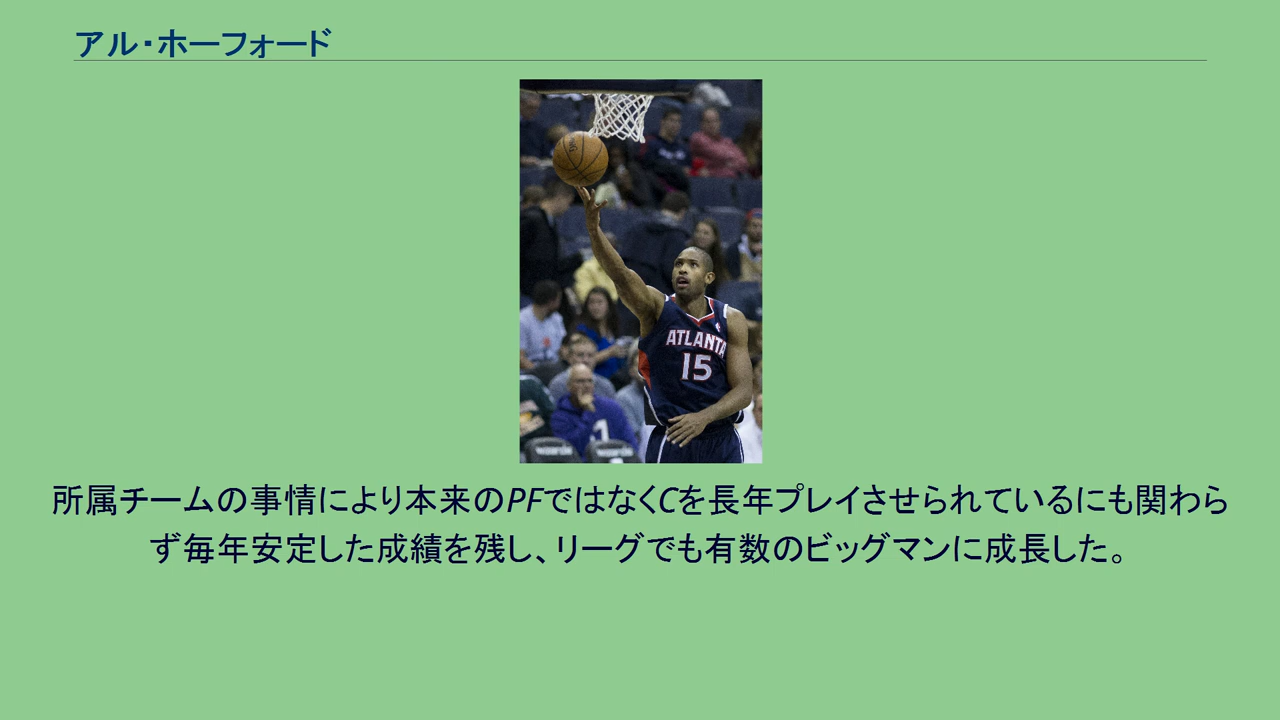 アル・ホーフォード
ATLANTA
15
所属チームの事情により本来のPFではなくCを長年プレイさせられているにも関わら
ず毎年安定した成績を残し、リーグでも有数のビッグマンに成長した。